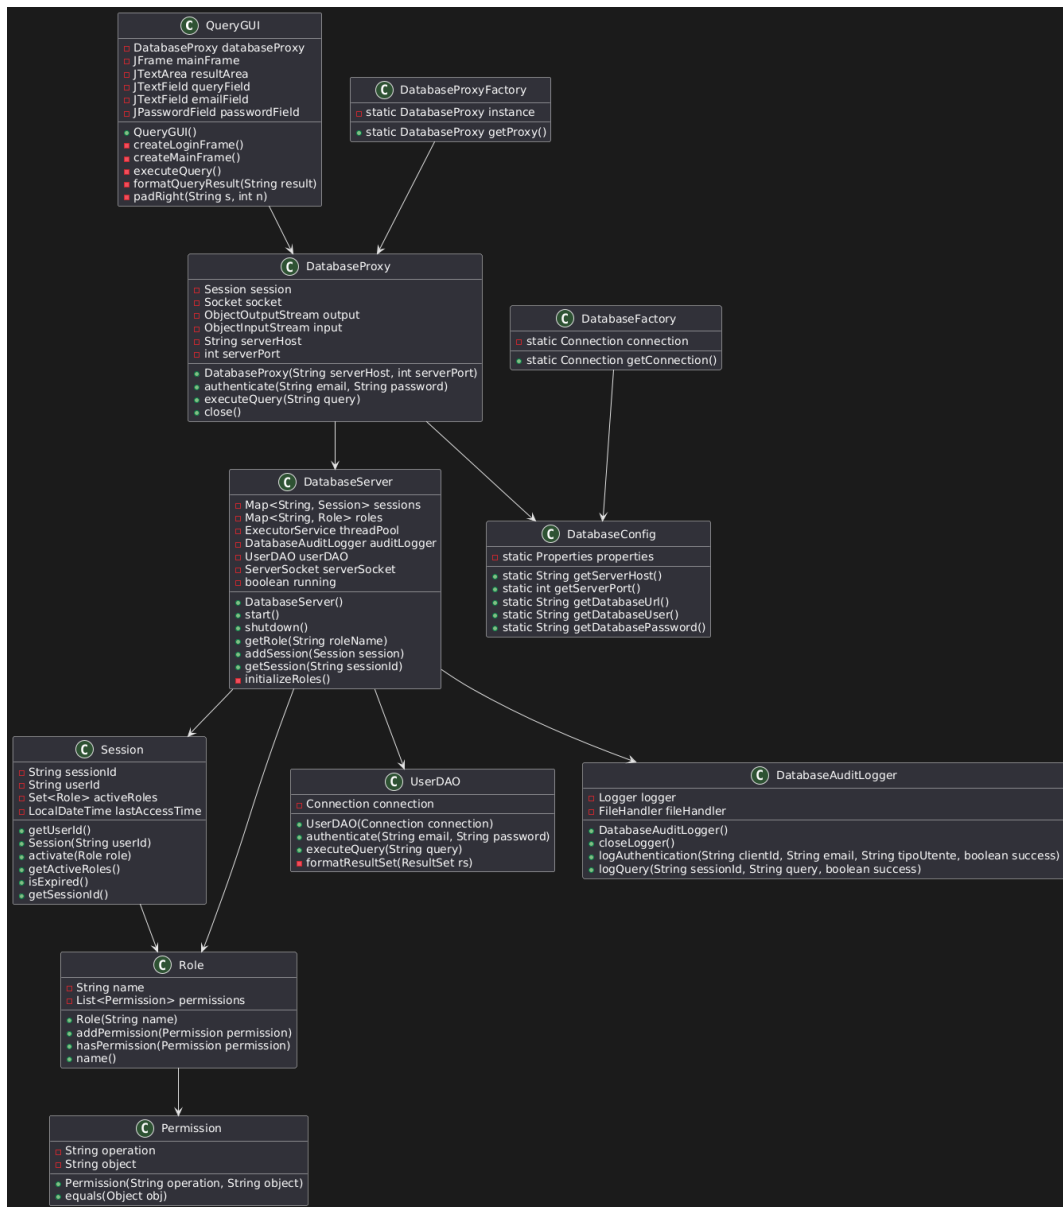 C QueryGUI
DatabaseProxy databaseProxy
JFrame mainFrame
JTextArea resultArea
JTextField queryField
JTextField emailField
JPasswordField passwordField
QueryGUI()
createLoginFrame()
createMainFrame()
executeQuery()
formatQueryResult(String result)
padRight(String s, int n)
C DatabaseProxyFactory
static DatabaseProxy instance
static DatabaseProxy getProxy()
C DatabaseProxy
Session session
Socket socket
ObjectOutputStream output
ObjectInputStream input
String serverHost
int serverPort
DatabaseProxy(String serverHost, int serverPort)
authenticate(String email, String password)
executeQuery(String query)
close()
C DatabaseFactory
static Connection connection
static Connection getConnection()
C DatabaseServer
Map<String, Session> sessions
Map<String, Role> roles
ExecutorService threadPool
DatabaseAuditLogger auditLogger
UserDAO userDAO
ServerSocket serverSocket
boolean running
DatabaseServer()
start()
shutdown()
getRole(String roleName)
addSession(Session session)
getSession(String sessionId)
initializeRoles()
C DatabaseConfig
static Properties properties
static String getServerHost()
static int getServerPort()
static String getDatabaseUrl()
static String getDatabaseUser()
static String getDatabasePassword()
C Session
String sessionId
String userId
Set<Role> activeRoles
LocalDateTime lastAccessTime
getUserId()
Session(String userId)
activate(Role role)
getActiveRoles()
isExpired()
getSessionId()
C UserDAO
Connection connection
UserDAO(Connection connection)
authenticate(String email, String password)
executeQuery(String query)
formatResultSet(ResultSet rs)
C DatabaseAuditLogger
Logger logger
FileHandler fileHandler
DatabaseAuditLogger()
closeLogger()
logAuthentication(String clientId, String email, String tipoUtente, boolean success)
logQuery(String sessionId, String query, boolean success)
C Role
String name
List<Permission> permissions
Role(String name)
addPermission(Permission permission)
hasPermission(Permission permission)
name()
C Permission
String operation
String object
Permission(String operation, String object)
equals(Object obj)